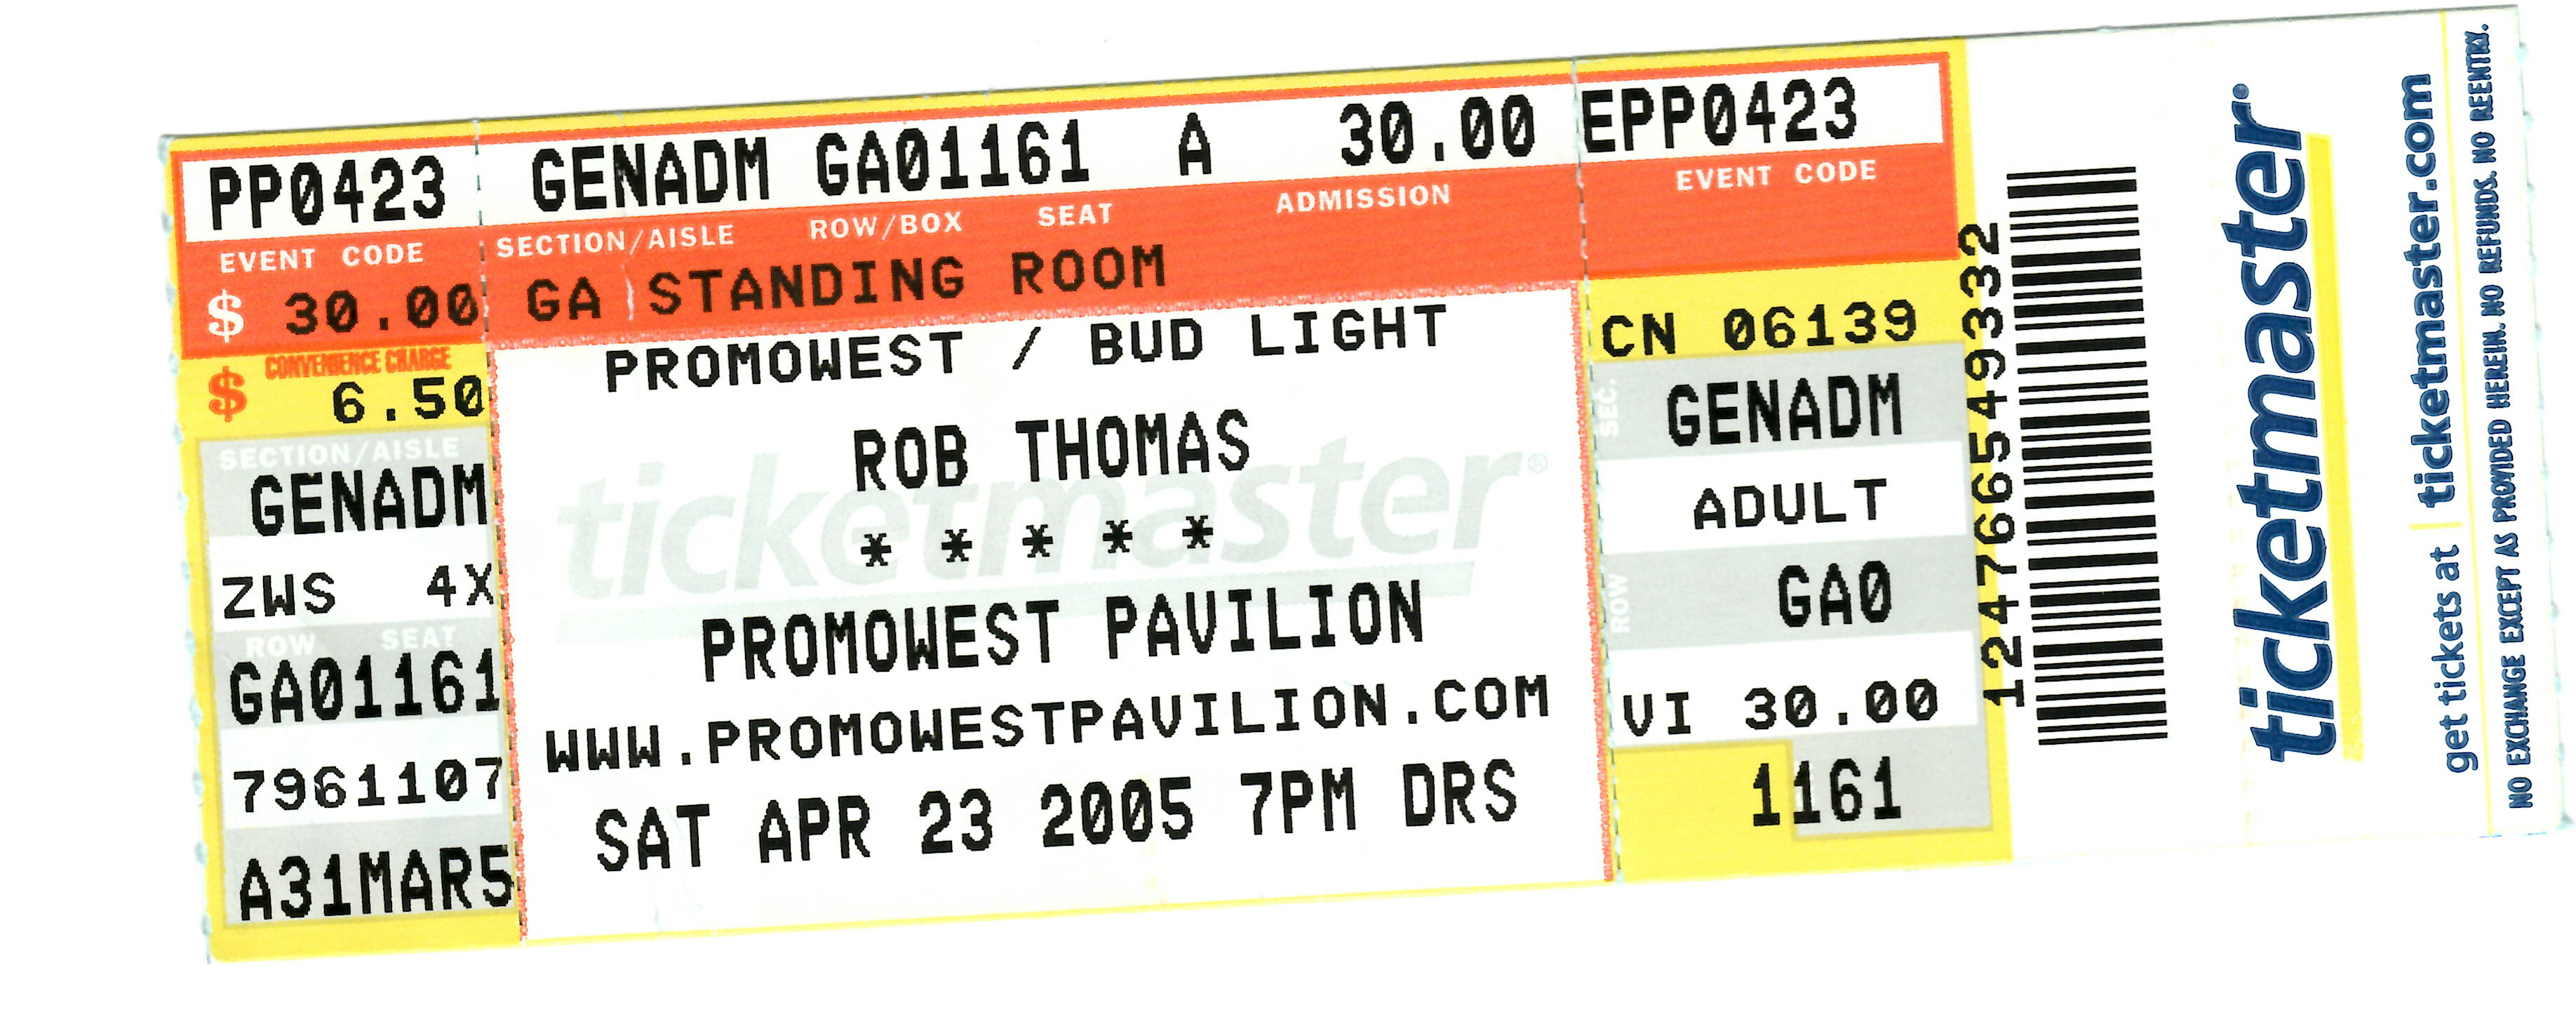 PP0423
EVENT CODE
$ 30.00
CONVENIENCE CHARGE
$ 6.50
SECTION/AISLE
GENADM
ZWS 4X
ROW SEAT
GA01161
7961107
A31MAR5
GENADM GA01161 A 30.00
SECTION/AISLE ROW/BOX SEAT ADMISSION
GA STANDING ROOM
PROMOWEST / BUD LIGHT
ROB THOMAS
* * * * *
ticketmaster®
PROMOWEST PAVILION
WWW.PROMOWESTPAVILION.COM
SAT APR 23 2005 7PM DRS
EPP0423
EVENT CODE
CN 06139
SEC.
GENADM
ADULT
ROW
GA0
VI 30.00
1161
124766549332
ticketmaster®
get tickets at | ticketmaster.com
NO EXCHANGE EXCEPT AS PROVIDED HEREIN. NO REFUNDS. NO REENTRY.